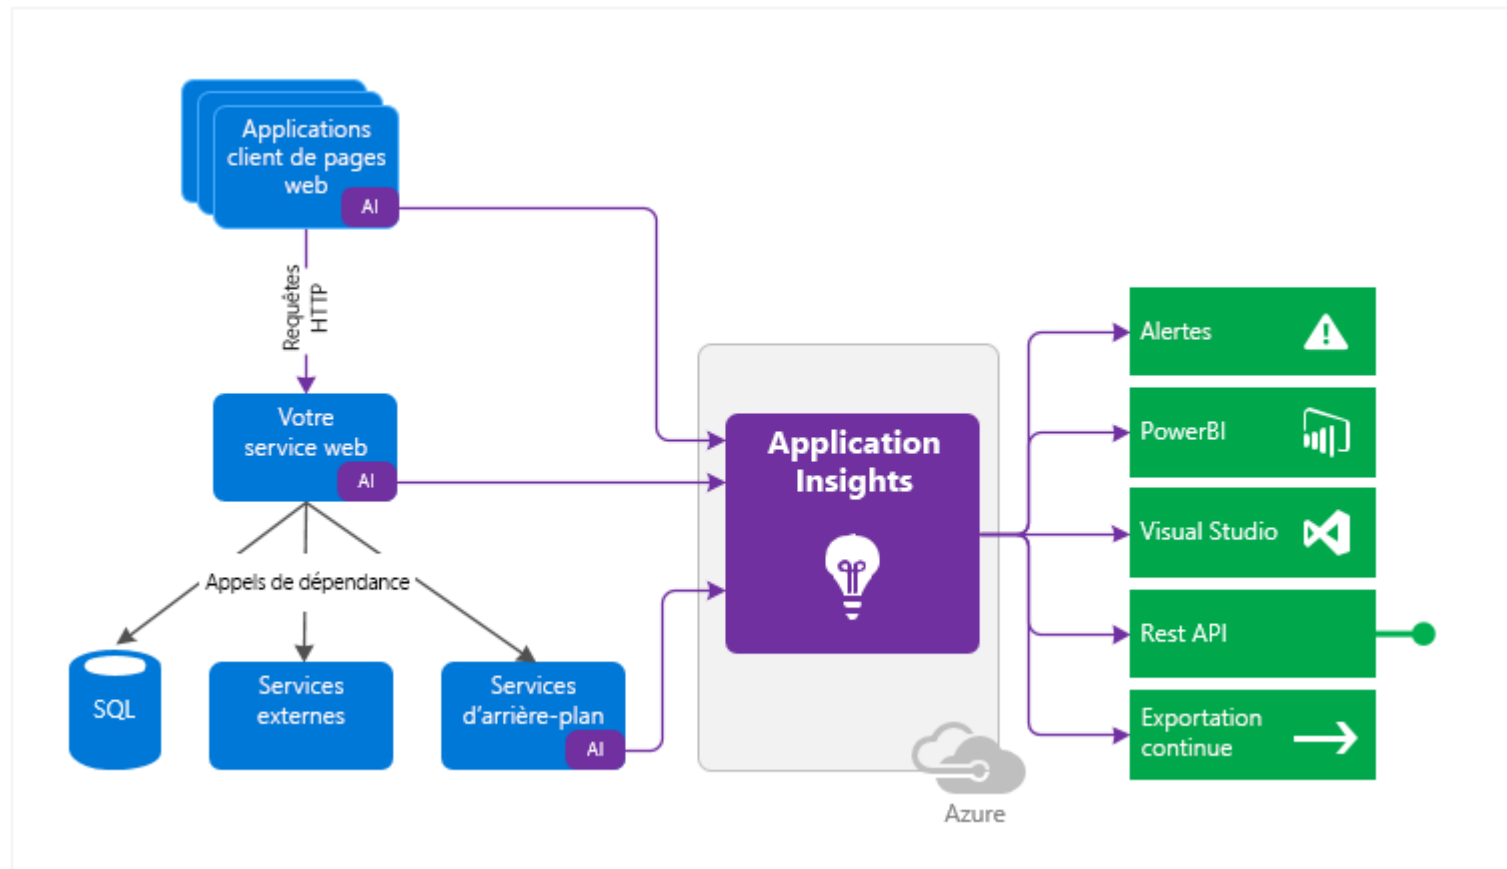 Applications
client de pages
web
AI
Requêtes
HTTP
Votre
service web
AI
Appels de dépendance
SQL
Services
externes
Services
d'arrière-plan
AI
Application
Insights
Azure
Alertes
PowerBI
Visual Studio
Rest API
Exportation
continue